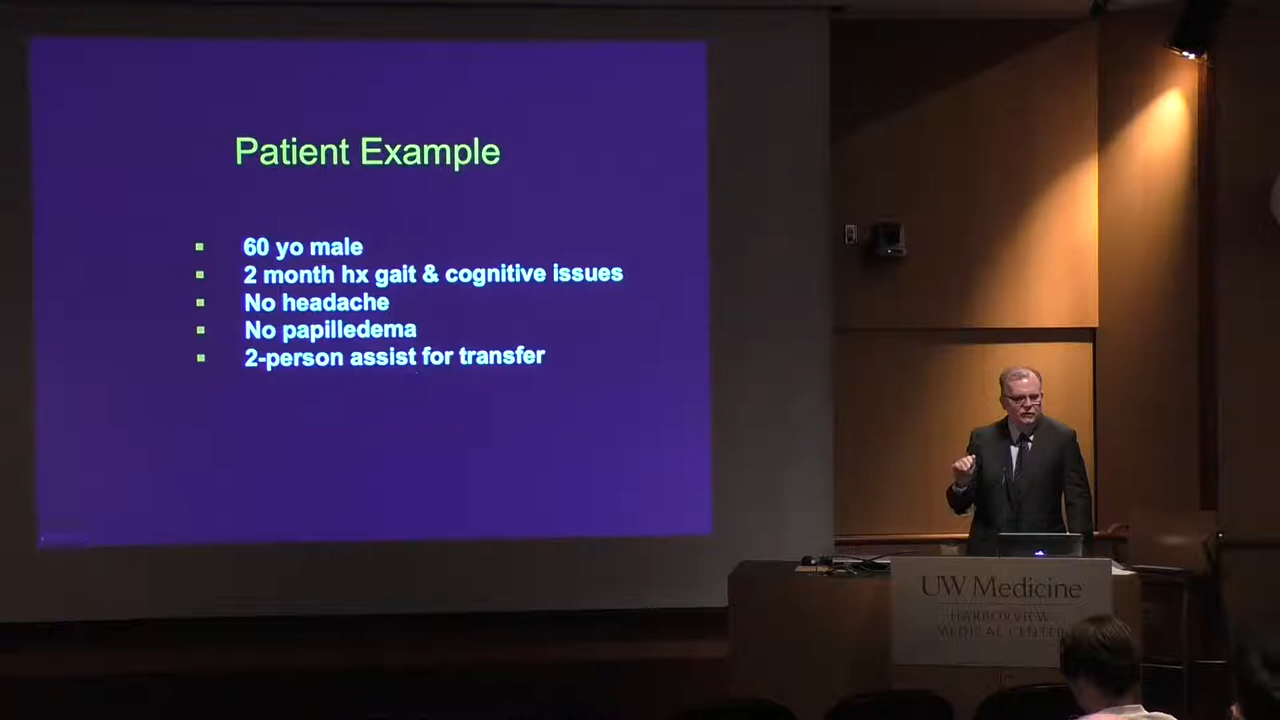 Patient Example
60 yo male
2 month hx gait & cognitive issues
No headache
No papilledema
2-person assist for transfer
UW Medicine
HARBORVIEW
MEDICAL CENTER